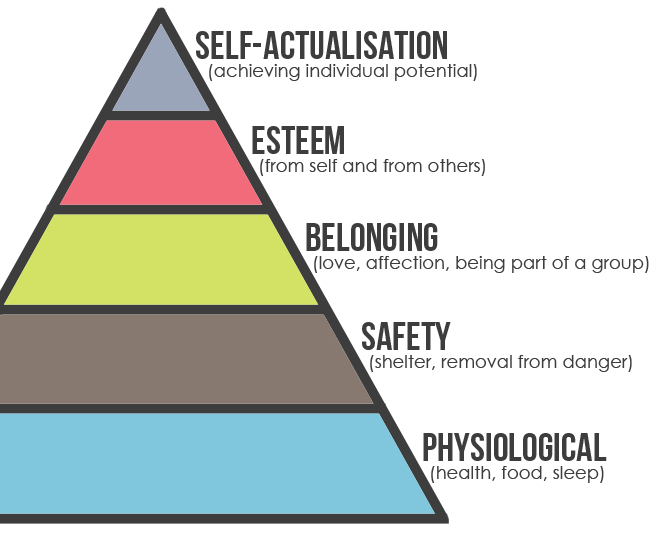 SELF-ACTUALISATION
(achieving individual potential)
ESTEEM
(from self and from others)
BELONGING
(love, affection, being part of a group)
SAFETY
(shelter, removal from danger)
PHYSIOLOGICAL
(health, food, sleep)